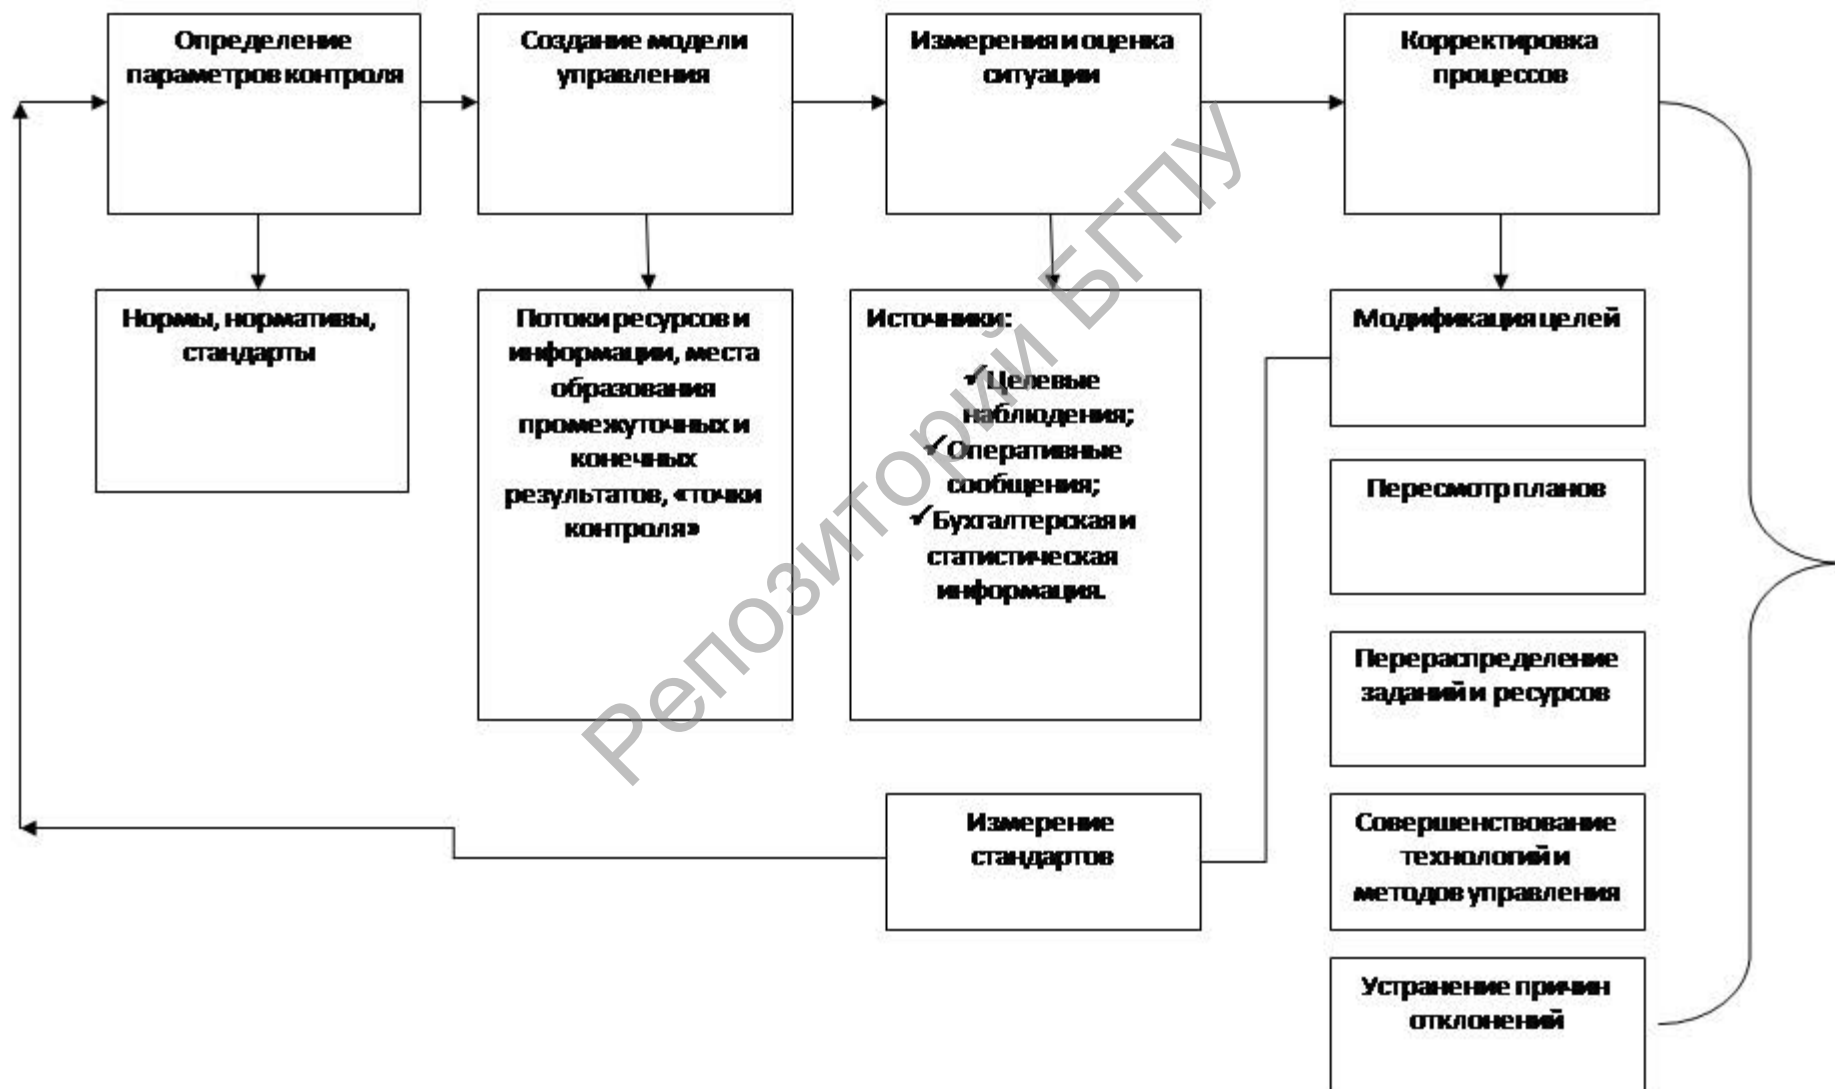 Определение
параметров контроля
Создание модели
управления
Измерения и оценка
ситуации
Корректировка
процессов
Нормы, нормативы,
стандарты
Потоки ресурсов и
информации, места
образования
промежуточных и
конечных
результатов, «точки
контроля»
Источники:
✓Целевые
наблюдения;
✓Оперативные
сообщения;
✓Бухгалтерская и
статистическая
информация.
Модификация целей
Пересмотр планов
Перераспределение
заданий и ресурсов
Измерение
стандартов
Совершенствование
технологий и
методов управления
Устранение причин
отклонений
Репозиторий БГПУ